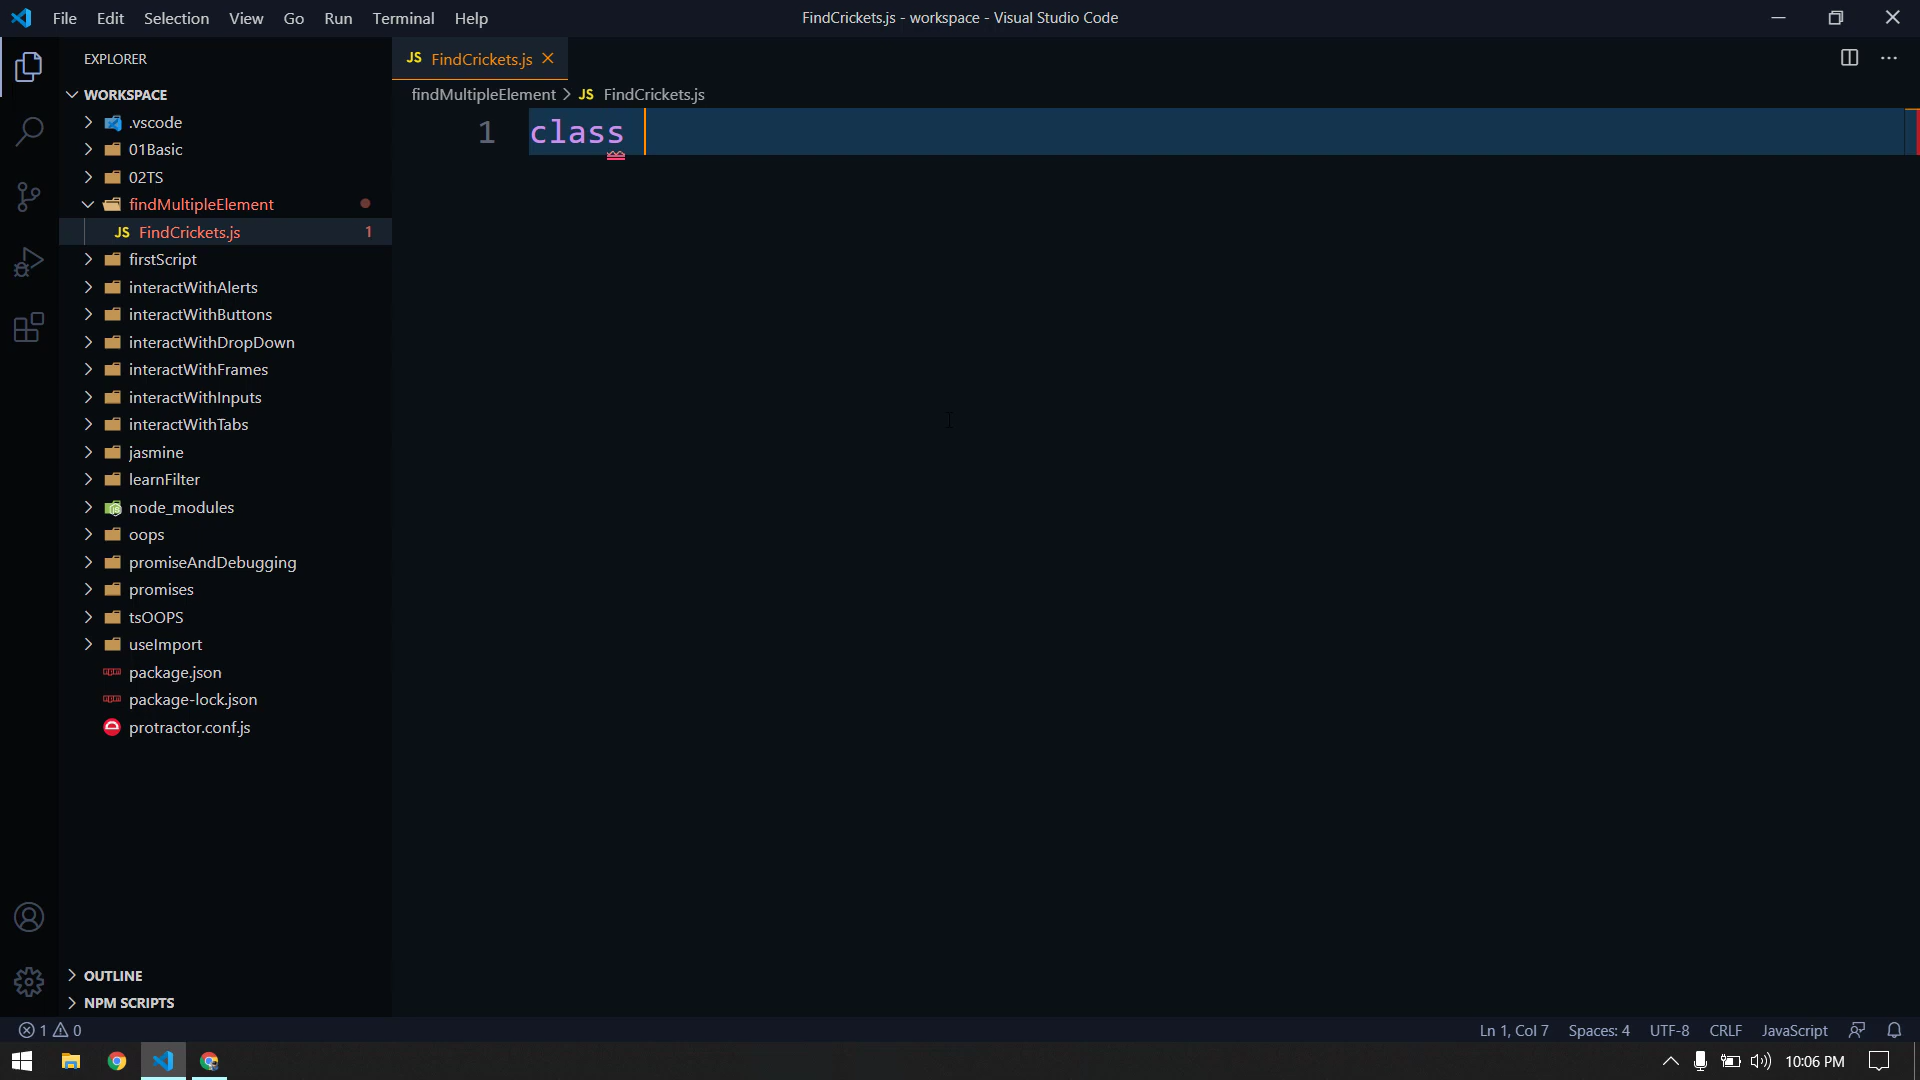 File Edit Selection View Go Run Terminal Help FindCrickets.js - workspace - Visual Studio Code
EXPLORER
JS FindCrickets.js
WORKSPACE
findMultipleElement > JS FindCrickets.js
.vscode
1 class
01Basic
02TS
findMultipleElement
JS FindCrickets.js 1
firstScript
interactWithAlerts
interactWithButtons
interactWithDropDown
interactWithFrames
interactWithInputs
interactWithTabs
jasmine
learnFilter
node_modules
oops
promiseAndDebugging
promises
tsOOPS
useImport
package.json
package-lock.json
protractor.conf.js
OUTLINE
NPM SCRIPTS
1 0 Ln 1, Col 7 Spaces: 4 UTF-8 CRLF JavaScript
10:06 PM